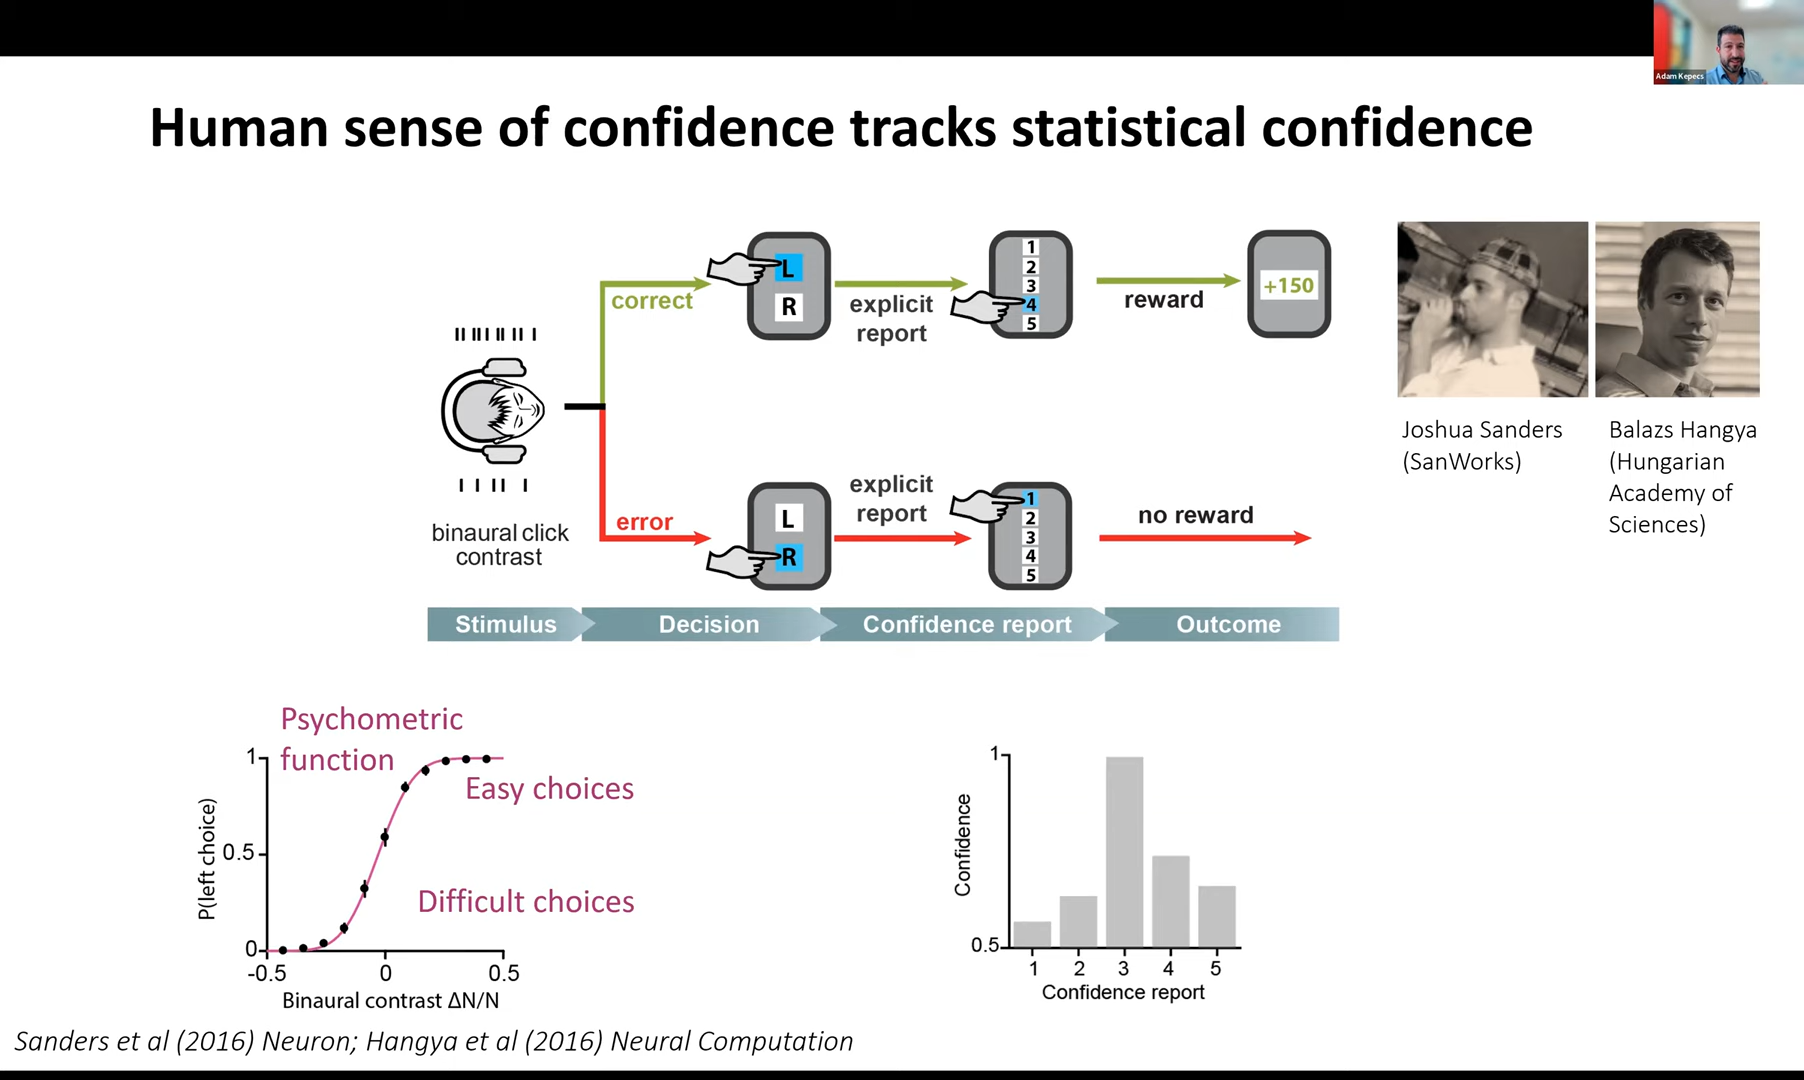 Adam Kepecs
Human sense of confidence tracks statistical confidence
binaural click
contrast
correct
L
R
explicit
report
1
2
3
4
5
reward
+150
error
L
R
explicit
report
1
2
3
4
5
no reward
Stimulus
Decision
Confidence report
Outcome
Joshua Sanders
(SanWorks)
Balazs Hangya
(Hungarian
Academy of
Sciences)
Psychometric
function
Easy choices
Difficult choices
P(left choice)
1
0.5
0
-0.5
0
0.5
Binaural contrast ΔN/N
Confidence
1
0.5
1
2
3
4
5
Confidence report
Sanders et al (2016) Neuron; Hangya et al (2016) Neural Computation